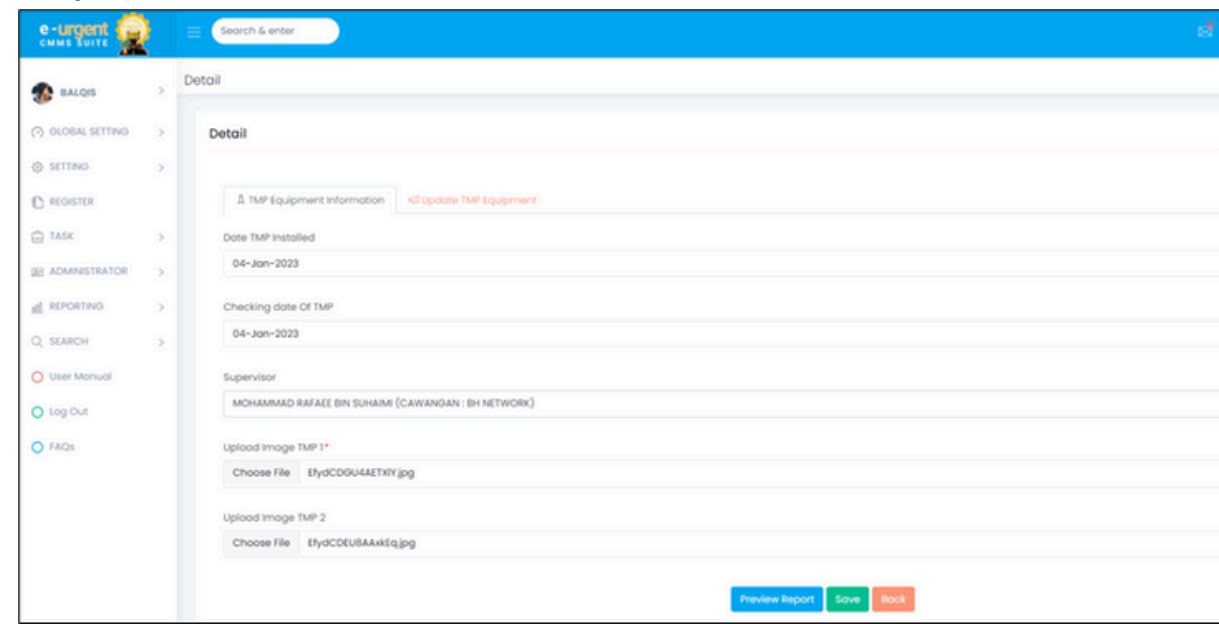 e-urgent
CMMS SUITE
Search & enter
BALQIS
GLOBAL SETTING
SETTING
REGISTER
TASK
ADMINISTRATOR
REPORTING
SEARCH
User Manual
Log Out
FAQs
Detail
Detail
TMP Equipment Information
Update TMP Equipment
Date TMP Installed
04-Jan-2023
Checking date Of TMP
04-Jan-2023
Supervisor
MOHAMMAD RAFAEE BIN SUHAIMI (CAWANGAN : BH NETWORK)
Upload Image TMP 1*
Choose File EfydCDGU4AETXlY.jpg
Upload Image TMP 2
Choose File EfydCDEU8AAxkEq.jpg
Preview Report
Save
Back